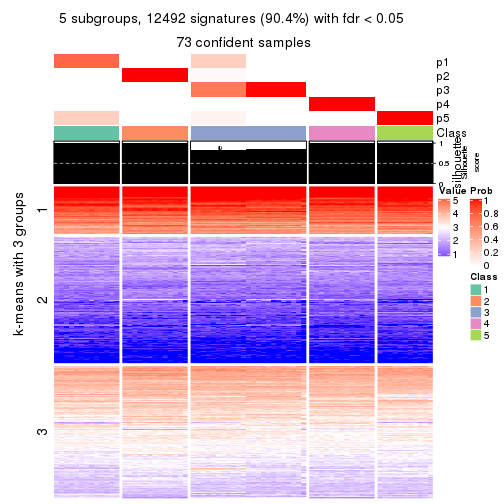 5 subgroups, 12492 signatures (90.4%) with fdr < 0.05
73 confident samples
p1
p2
p3
p4
p5
Class
1
0.5
0
silhouette
Silhouette
score
k-means with 3 groups
1
2
3
Value
5
4
3
2
1
Prob
1
0.8
0.6
0.4
0.2
0
Class
1
2
3
4
5